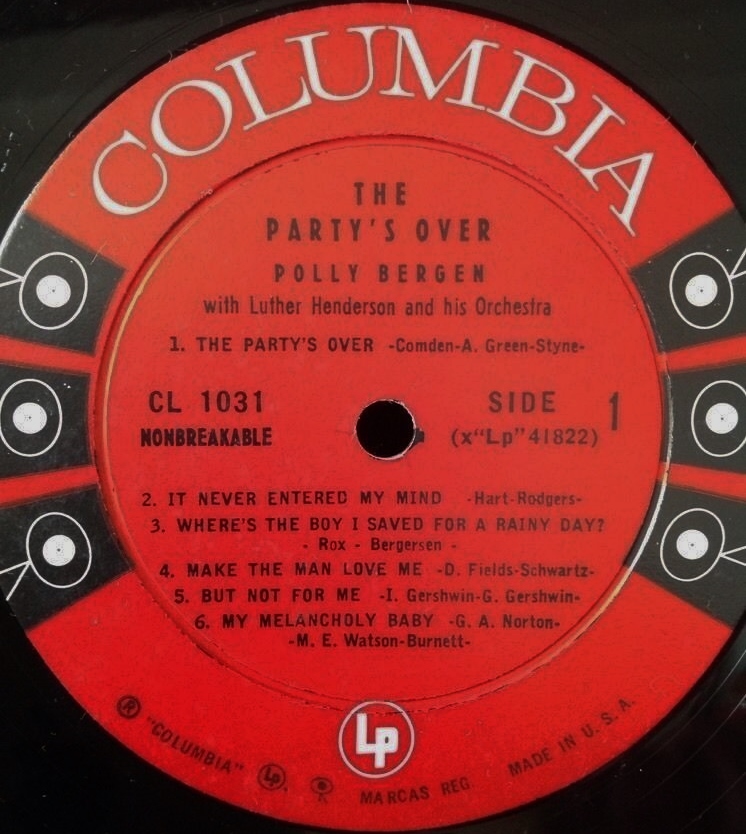 COLUMBIA
THE
PARTY'S OVER
POLLY BERGEN
with Luther Henderson and his Orchestra
1. THE PARTY'S OVER -Comden-A. Green-Styne-
CL 1031
NONBREAKABLE
SIDE 1
(x"Lp"41822)
2. IT NEVER ENTERED MY MIND -Hart-Rodgers-
3. WHERE'S THE BOY I SAVED FOR A RAINY DAY?
- Rox - Bergersen -
4. MAKE THE MAN LOVE ME -D. Fields-Schwartz-
5. BUT NOT FOR ME -I. Gershwin-G. Gershwin-
6. MY MELANCHOLY BABY -G. A. Norton-
-M. E. Watson-Burnett-
Lp
® "COLUMBIA" Lp, MARCAS REG. MADE IN U. S. A.